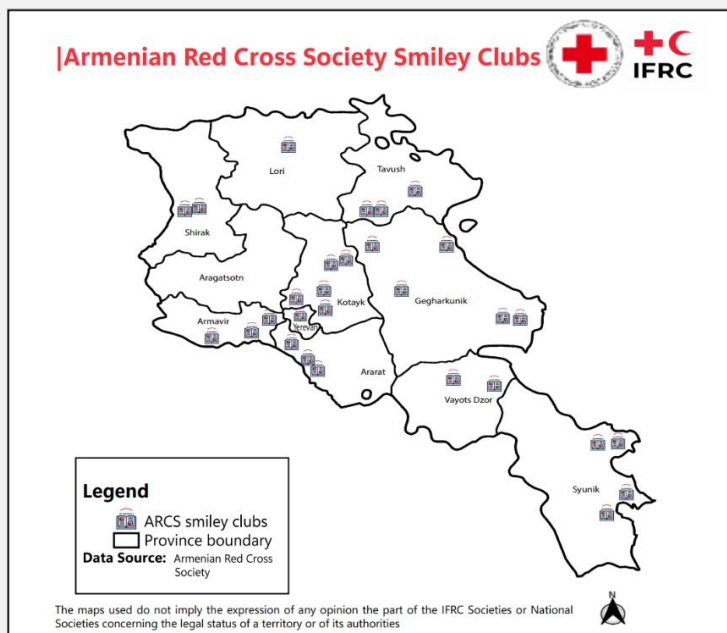 |Armenian Red Cross Society Smiley Clubs
IFRC
Lori
Tavush
Shirak
Aragatsotn
Kotayk
Gegharkunik
Armavir
Yerevan
Ararat
Vayots Dzor
Syunik
Legend
ARCS smiley clubs
Province boundary
Data Source: Armenian Red Cross
Society
The maps used do not imply the expression of any opinion the part of the IFRC Societies or National
Societies concerning the legal status of a territory or of its authorities
N